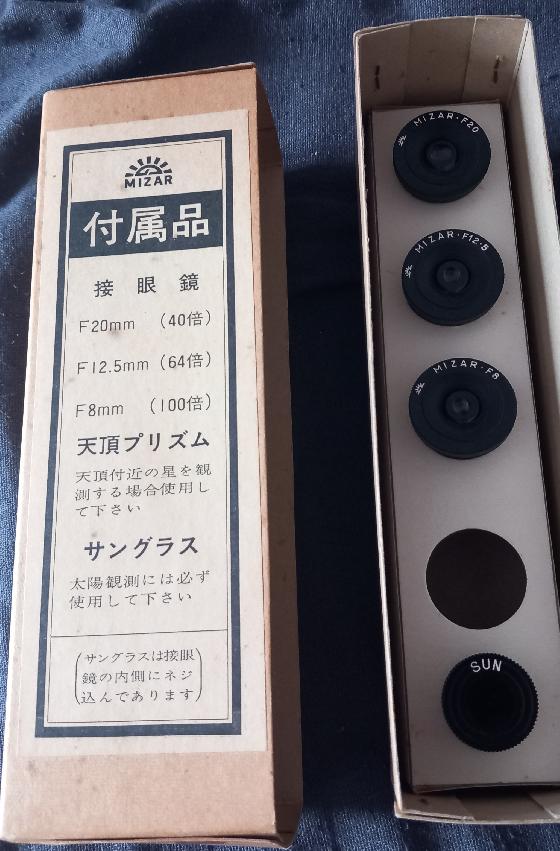 MIZAR
付属品
接眼鏡
F20mm (40倍)
F12.5mm (64倍)
F8mm (100倍)
天頂プリズム
天頂付近の星を観
測する場合使用し
て下さい
サングラス
太陽観測には必ず
使用して下さい
(サングラスは接眼
鏡の内側にネジ
込んであります)
MIZAR・F20
MIZAR・F12・5
MIZAR・F8
SUN